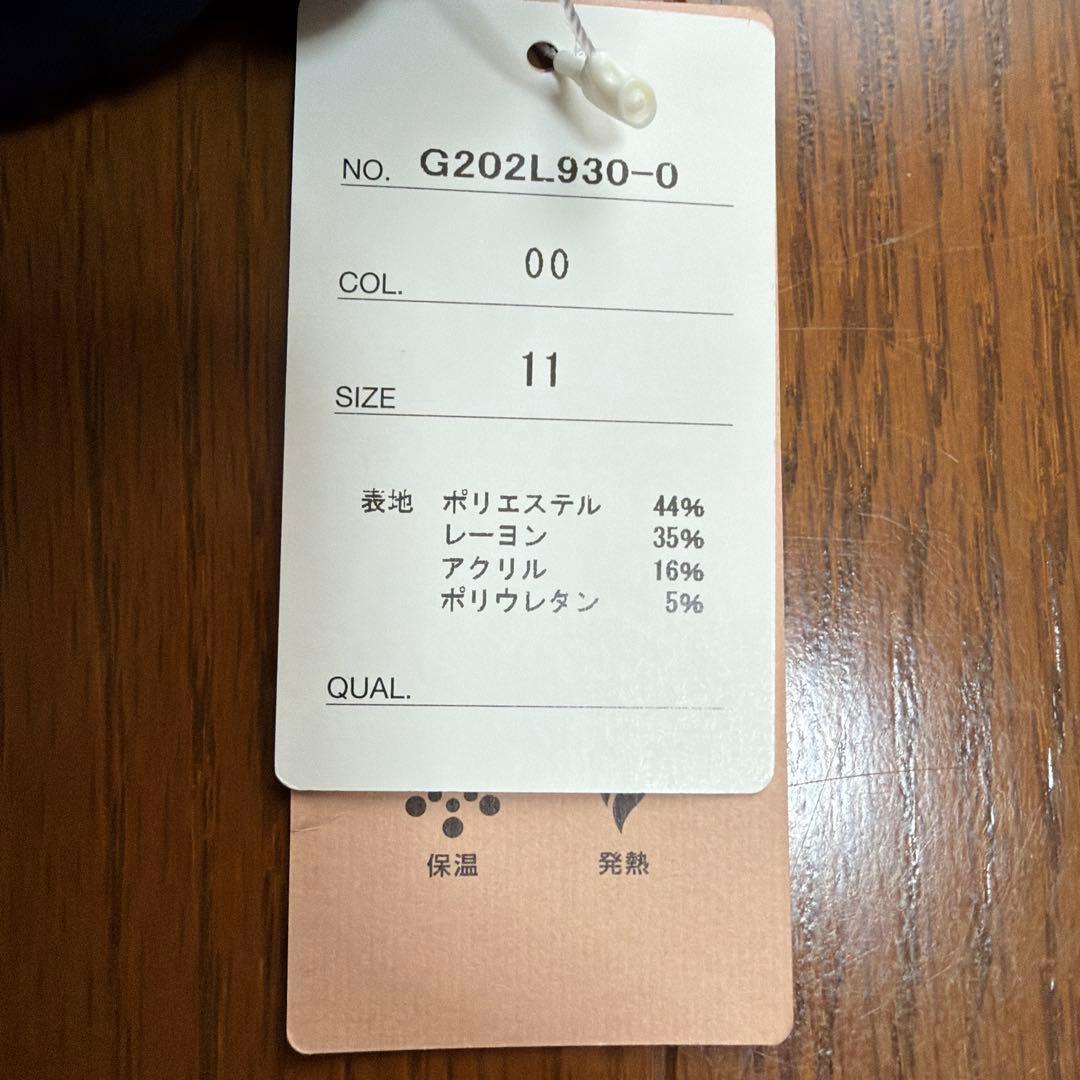 NO. G202L930-0
COL. 00
SIZE 11
表地 ポリエステル 44%
レーヨン 35%
アクリル 16%
ポリウレタン 5%
QUAL.
保温 発熱